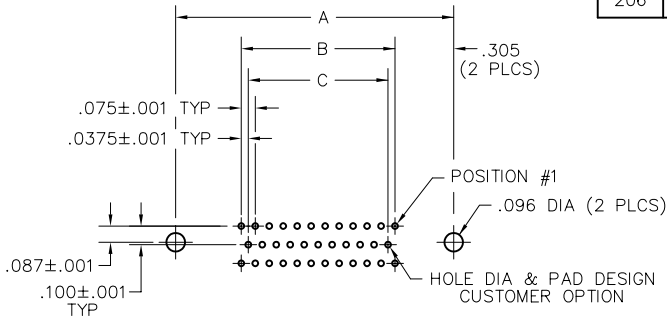 206
A
B
.305
(2 PLCS)
C
.075±.001 TYP
.0375±.001 TYP
POSITION #1
.096 DIA (2 PLCS)
.087±.001
HOLE DIA & PAD DESIGN
CUSTOMER OPTION
.100±.001
TYP